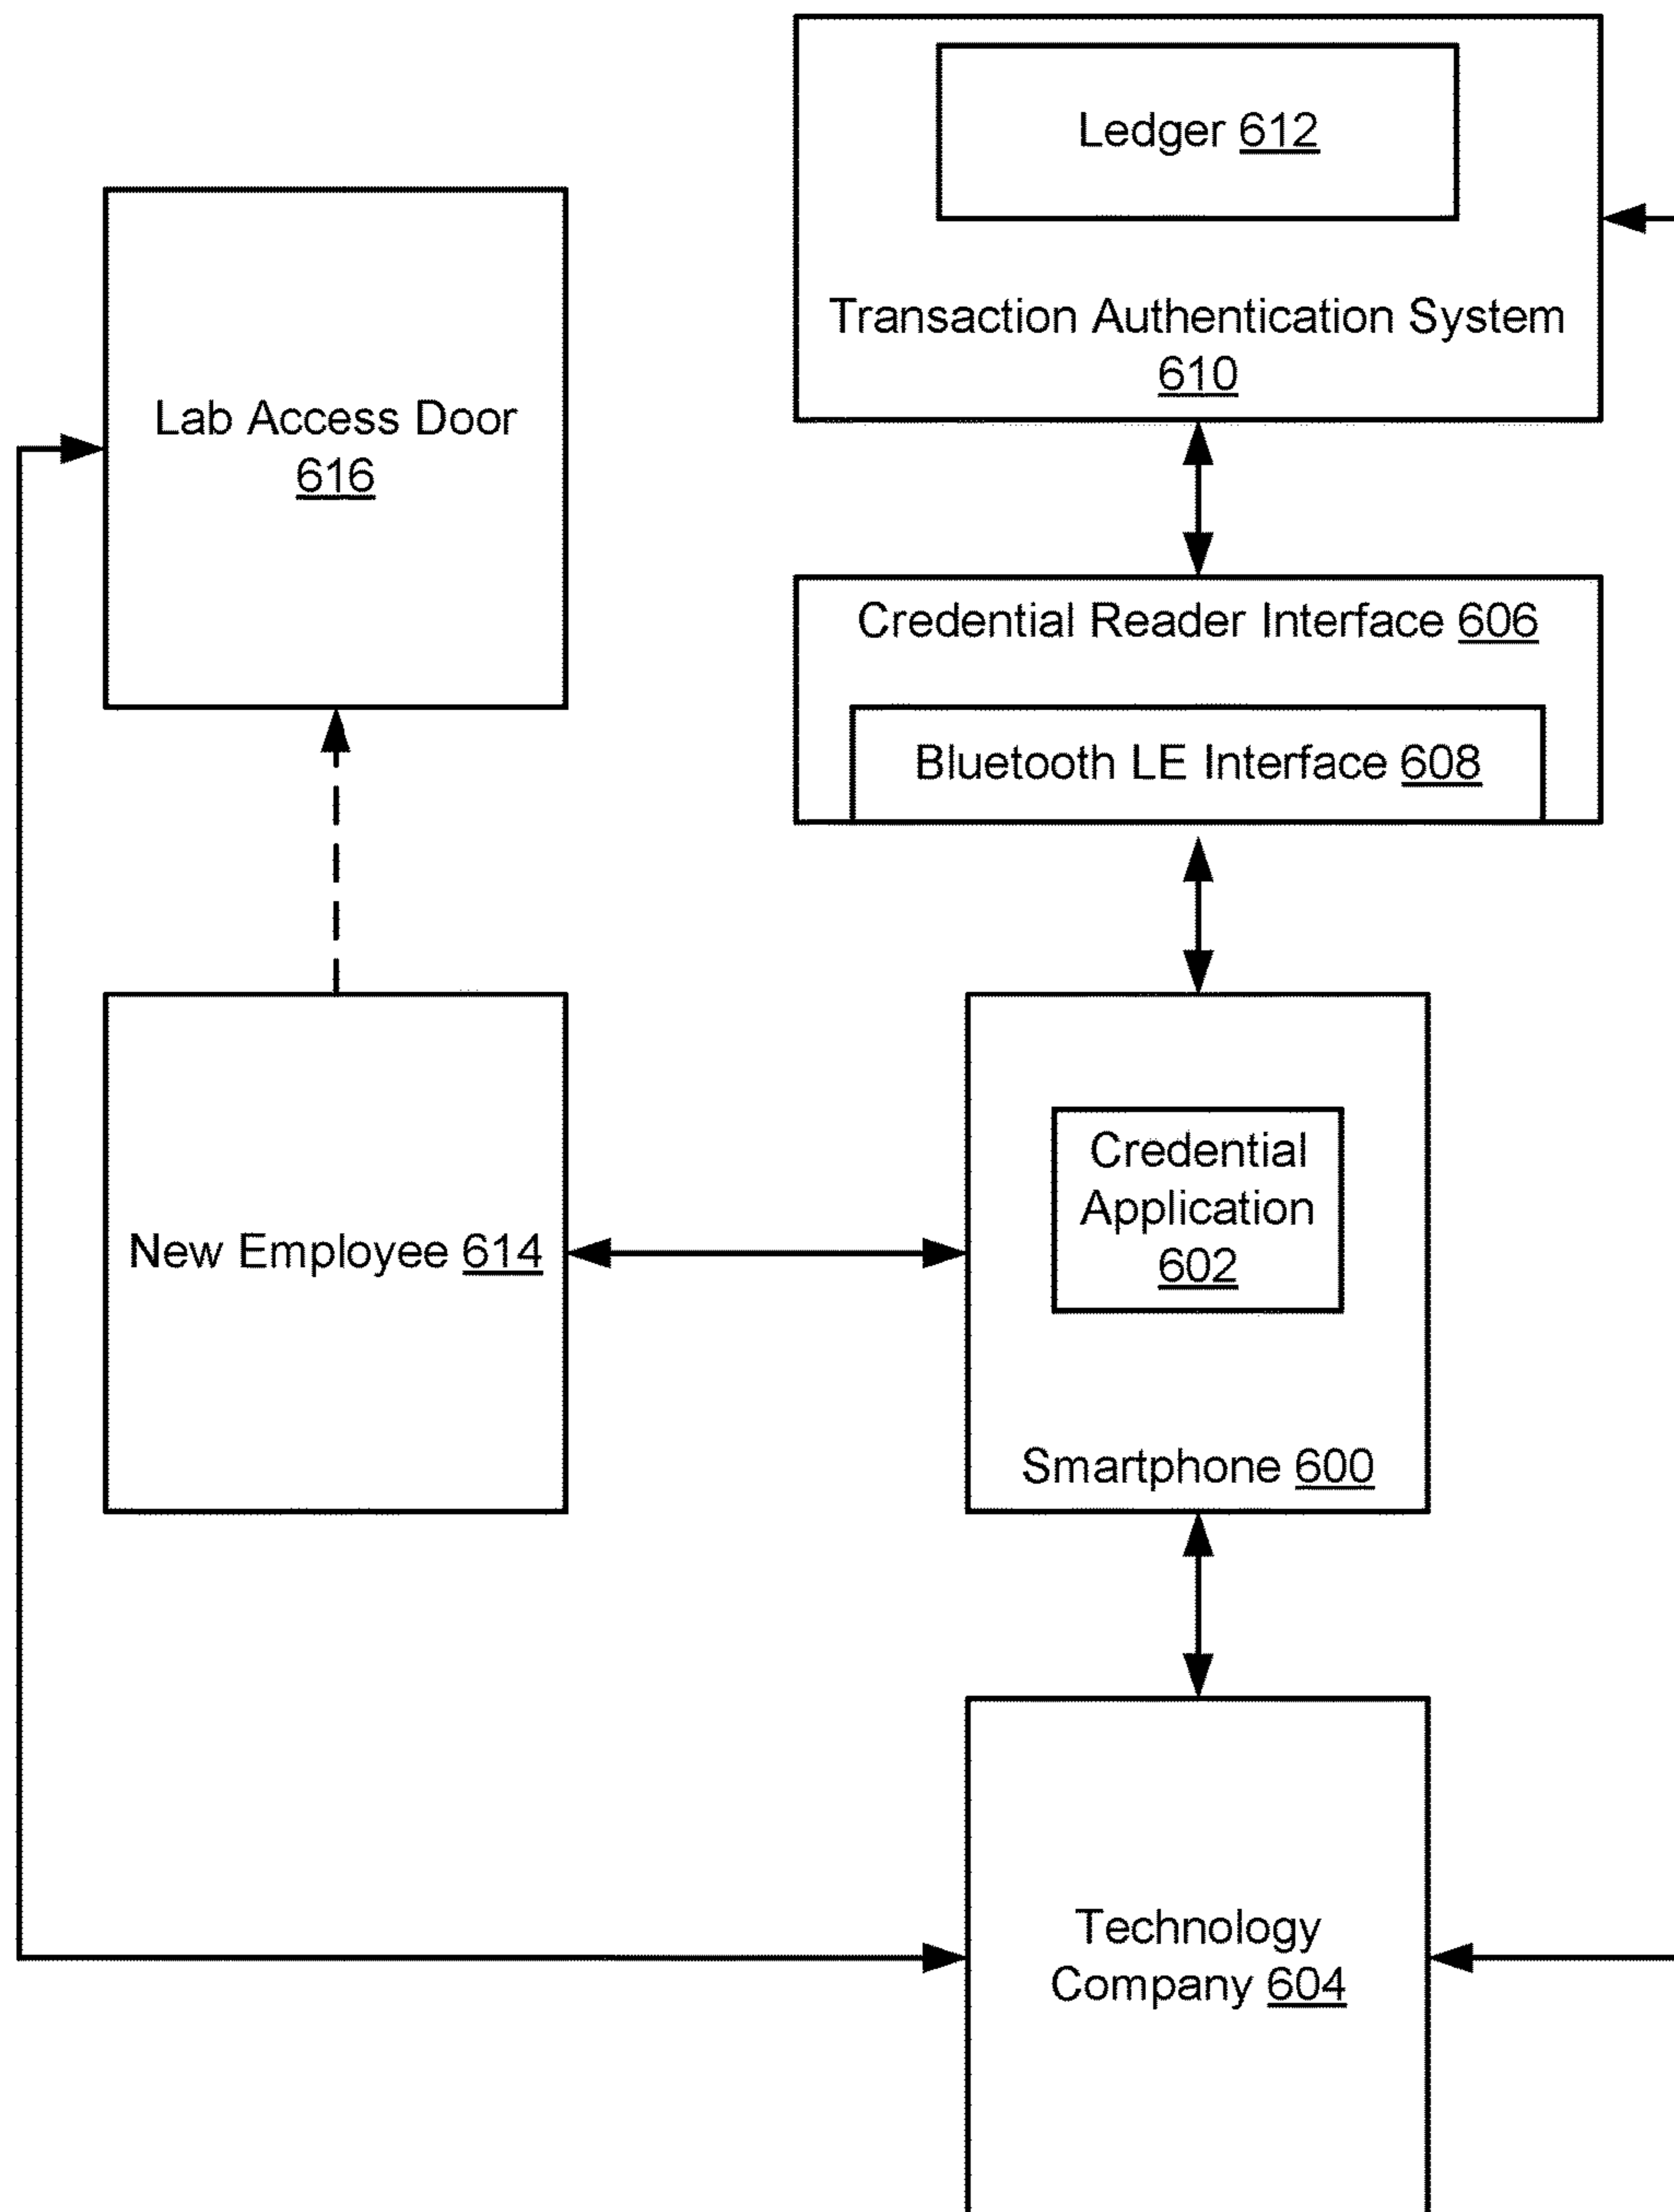 Ledger 612
Transaction Authentication System
610
Lab Access Door
616
Credential Reader Interface 606
Bluetooth LE Interface 608
New Employee 614
Credential
Application
602
Smartphone 600
Technology
Company 604